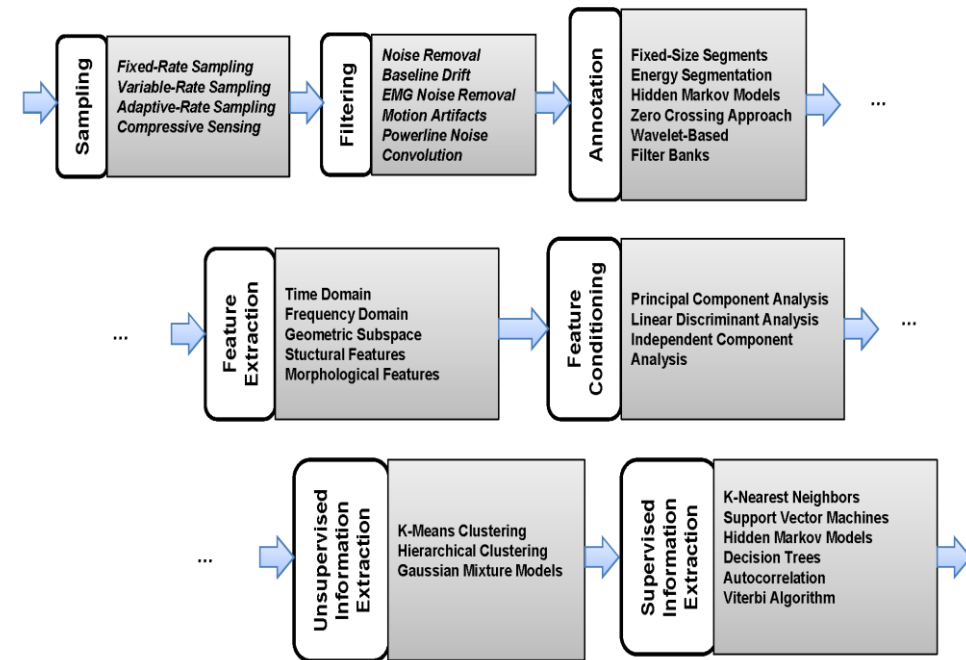 Sampling
Fixed-Rate Sampling
Variable-Rate Sampling
Adaptive-Rate Sampling
Compressive Sensing
Filtering
Noise Removal
Baseline Drift
EMG Noise Removal
Motion Artifacts
Powerline Noise
Convolution
Annotation
Fixed-Size Segments
Energy Segmentation
Hidden Markov Models
Zero Crossing Approach
Wavelet-Based
Filter Banks
...
...
Feature
Extraction
Time Domain
Frequency Domain
Geometric Subspace
Stuctural Features
Morphological Features
Feature
Conditioning
Principal Component Analysis
Linear Discriminant Analysis
Independent Component
Analysis
...
...
Unsupervised
Information
Extraction
K-Means Clustering
Hierarchical Clustering
Gaussian Mixture Models
Supervised
Information
Extraction
K-Nearest Neighbors
Support Vector Machines
Hidden Markov Models
Decision Trees
Autocorrelation
Viterbi Algorithm